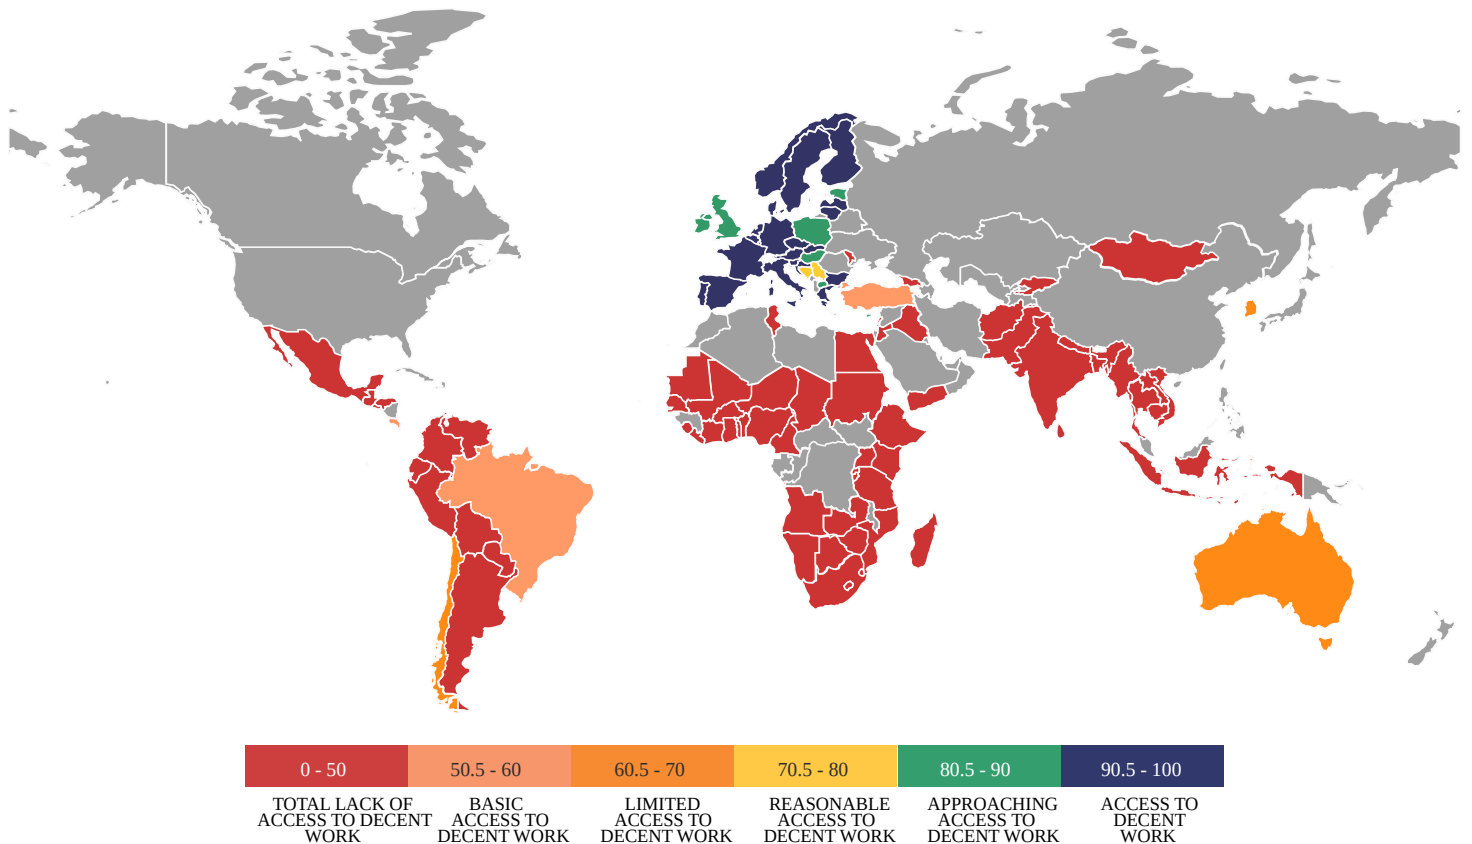 0 - 50
50.5 - 60
60.5 - 70
70.5 - 80
80.5 - 90
90.5 - 100
TOTAL LACK OF
ACCESS TO DECENT
WORK
BASIC
ACCESS TO
DECENT WORK
LIMITED
ACCESS TO
DECENT WORK
REASONABLE
ACCESS TO
DECENT WORK
APPROACHING
ACCESS TO
DECENT WORK
ACCESS TO
DECENT
WORK